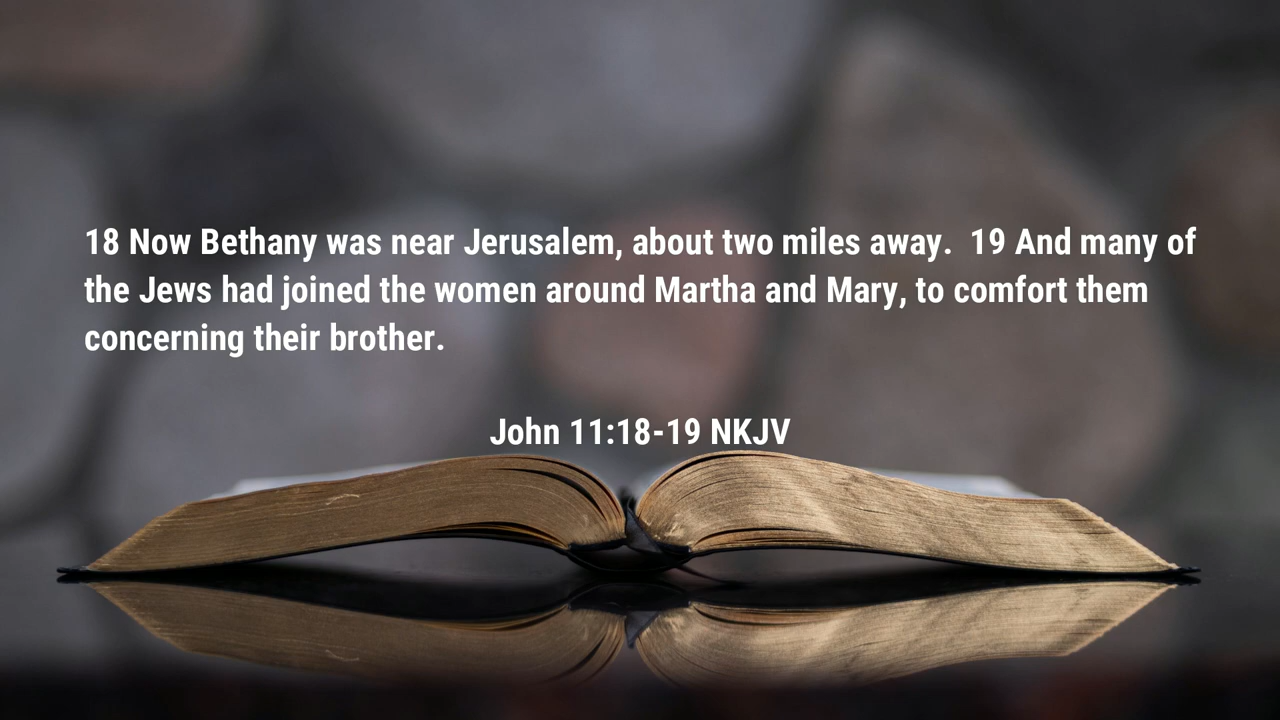 18 Now Bethany was near Jerusalem, about two miles away.  19 And many of
the Jews had joined the women around Martha and Mary, to comfort them
concerning their brother.
John 11:18-19 NKJV